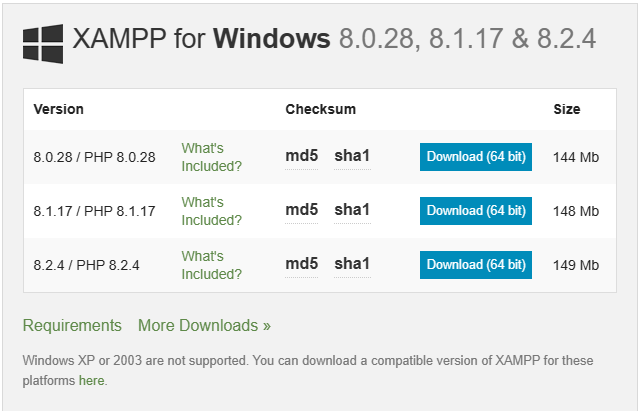 XAMPP for Windows 8.0.28, 8.1.17 & 8.2.4
Version Checksum Size
8.0.28 / PHP 8.0.28 What's Included? md5 sha1 Download (64 bit) 144 Mb
8.1.17 / PHP 8.1.17 What's Included? md5 sha1 Download (64 bit) 148 Mb
8.2.4 / PHP 8.2.4 What's Included? md5 sha1 Download (64 bit) 149 Mb
Requirements More Downloads »
Windows XP or 2003 are not supported. You can download a compatible version of XAMPP for these
platforms here.